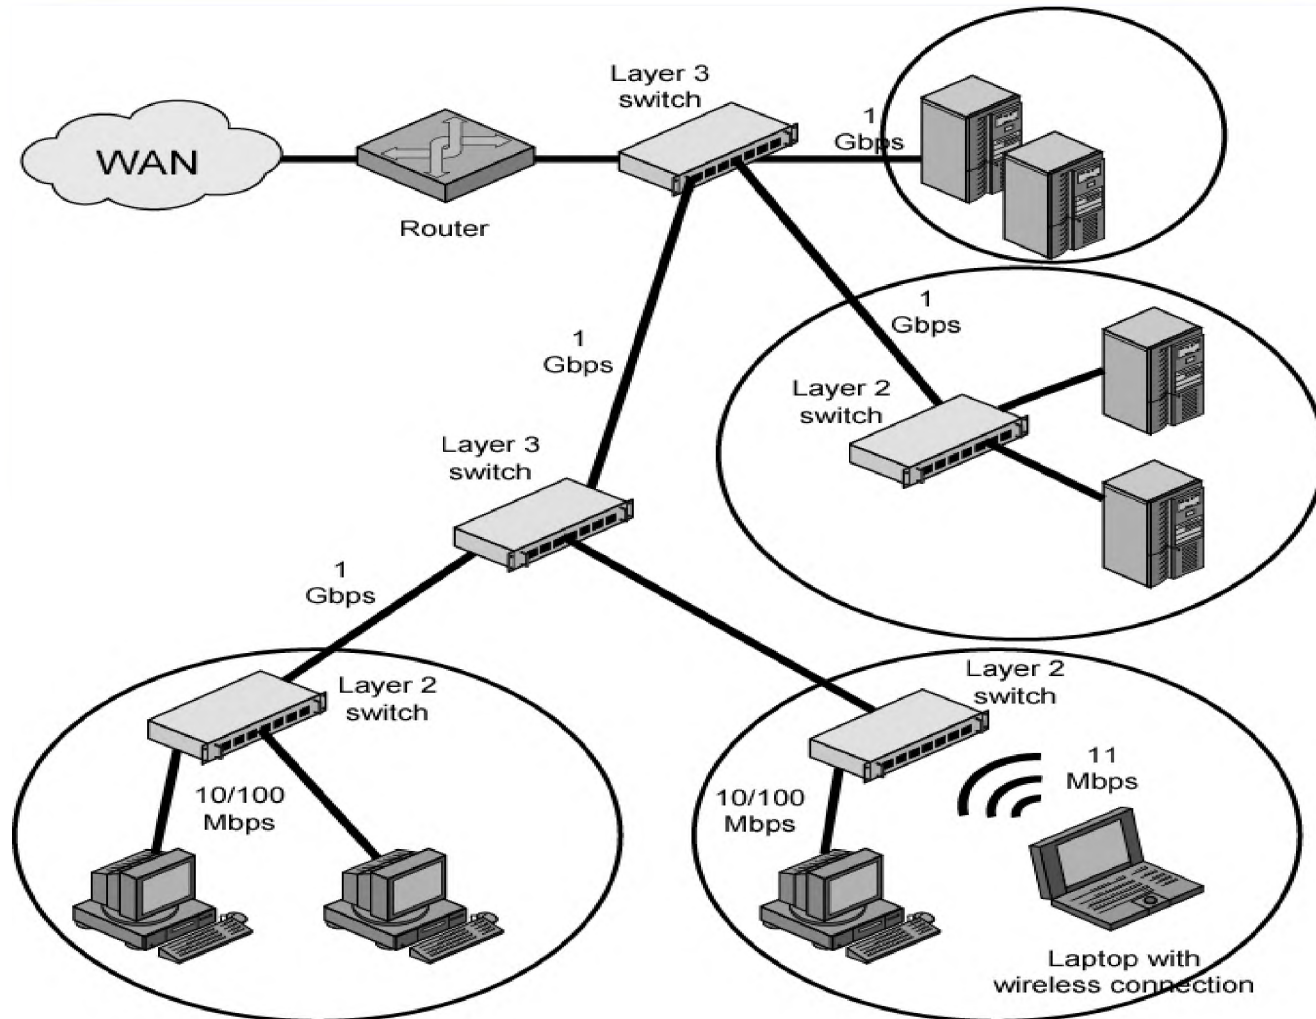 Layer 3
switch
WAN
Router
1
Gbps
1
Gbps
1
Gbps
Layer 2
switch
Layer 3
switch
1
Gbps
Layer 2
switch
10/100
Mbps
Layer 2
switch
11
Mbps
10/100
Mbps
Laptop with
wireless connection